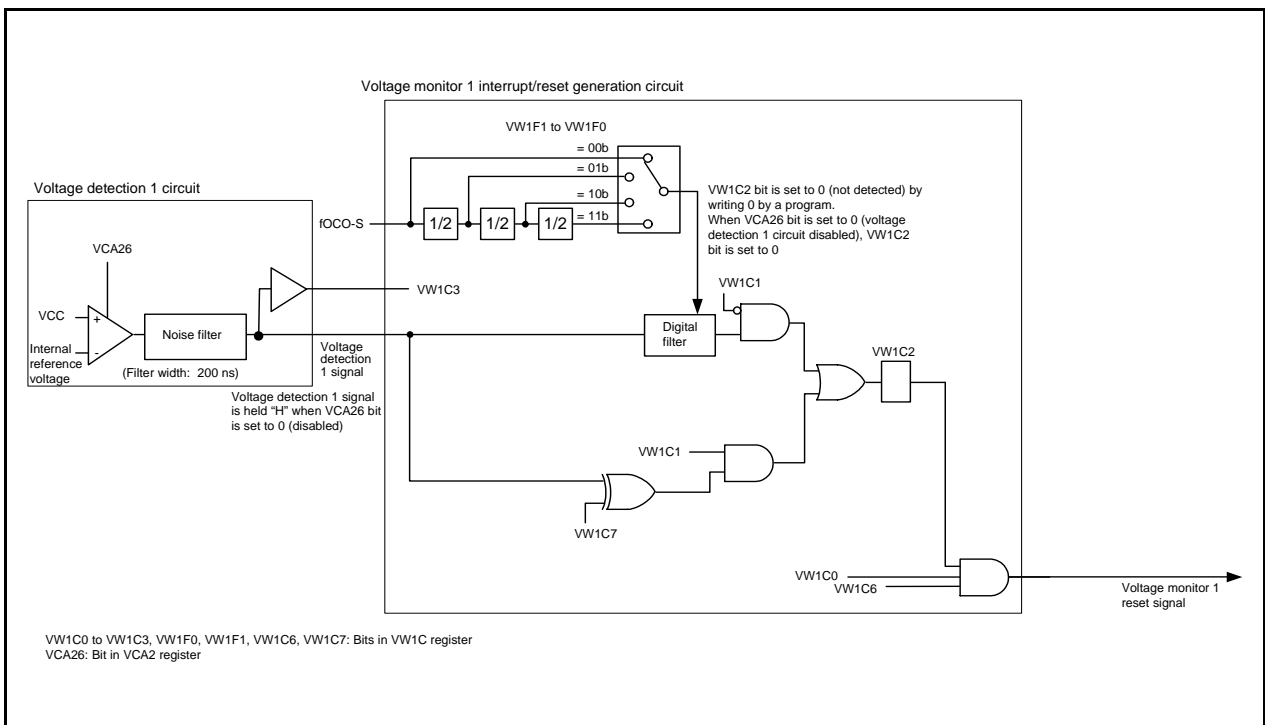 Voltage monitor 1 interrupt/reset generation circuit
VW1F1 to VW1F0
= 00b
= 01b
= 10b
= 11b
Voltage detection 1 circuit
fOCO-S
1/2
1/2
1/2
VW1C2 bit is set to 0 (not detected) by
writing 0 by a program.
When VCA26 bit is set to 0 (voltage
detection 1 circuit disabled), VW1C2
bit is set to 0
VCA26
VW1C3
VW1C1
VCC
+
-
Internal
reference
voltage
Noise filter
(Filter width: 200 ns)
Voltage
detection
1 signal
Digital
filter
VW1C2
Voltage detection 1 signal
is held “H” when VCA26 bit
is set to 0 (disabled)
VW1C1
VW1C7
VW1C0
VW1C6
Voltage monitor 1
reset signal
VW1C0 to VW1C3, VW1F0, VW1F1, VW1C6, VW1C7: Bits in VW1C register
VCA26: Bit in VCA2 register